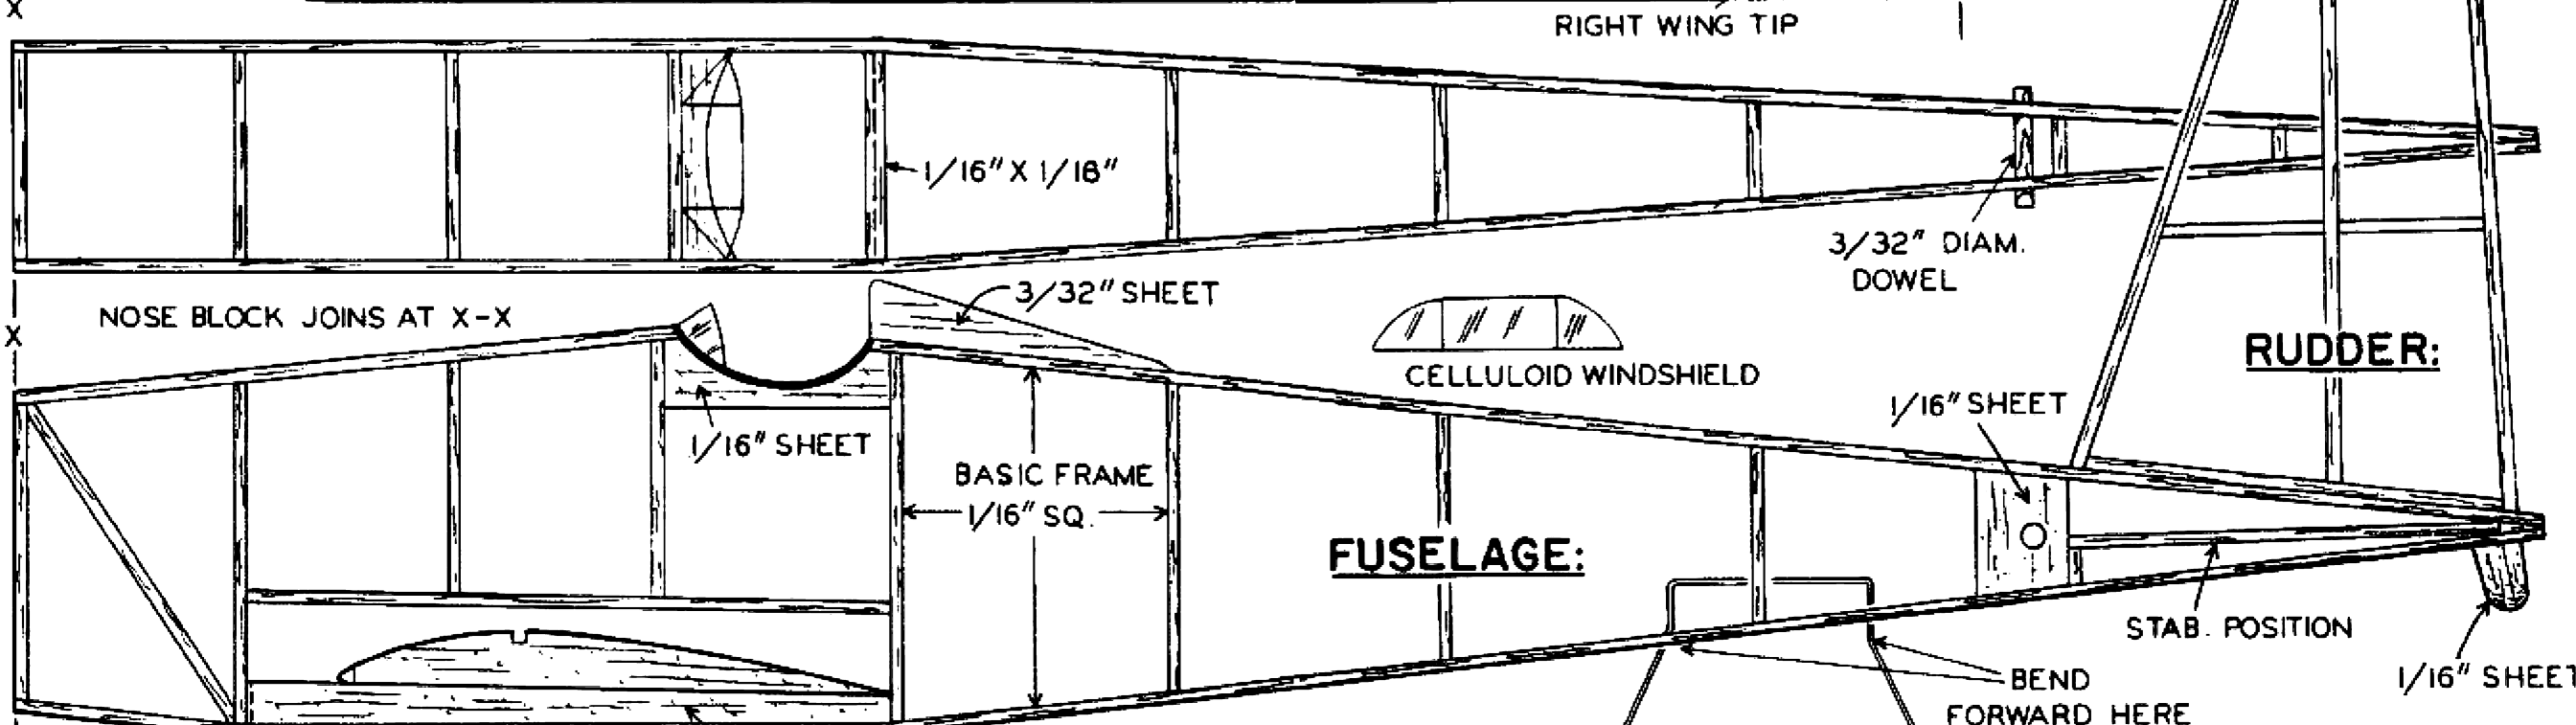 X
RIGHT WING TIP
1/16" X 1/18"
3/32" DIAM.
DOWEL
3/32" SHEET
NOSE BLOCK JOINS AT X-X
X
CELLULOID WINDSHIELD
RUDDER:
1/16" SHEET
1/16" SHEET
BASIC FRAME
1/16" SQ.
FUSELAGE:
STAB. POSITION
1/16" SHEET
BEND
FORWARD HERE